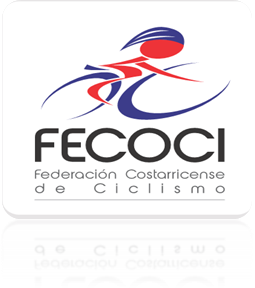 FECOCI
Federación Costarricense
de Ciclismo